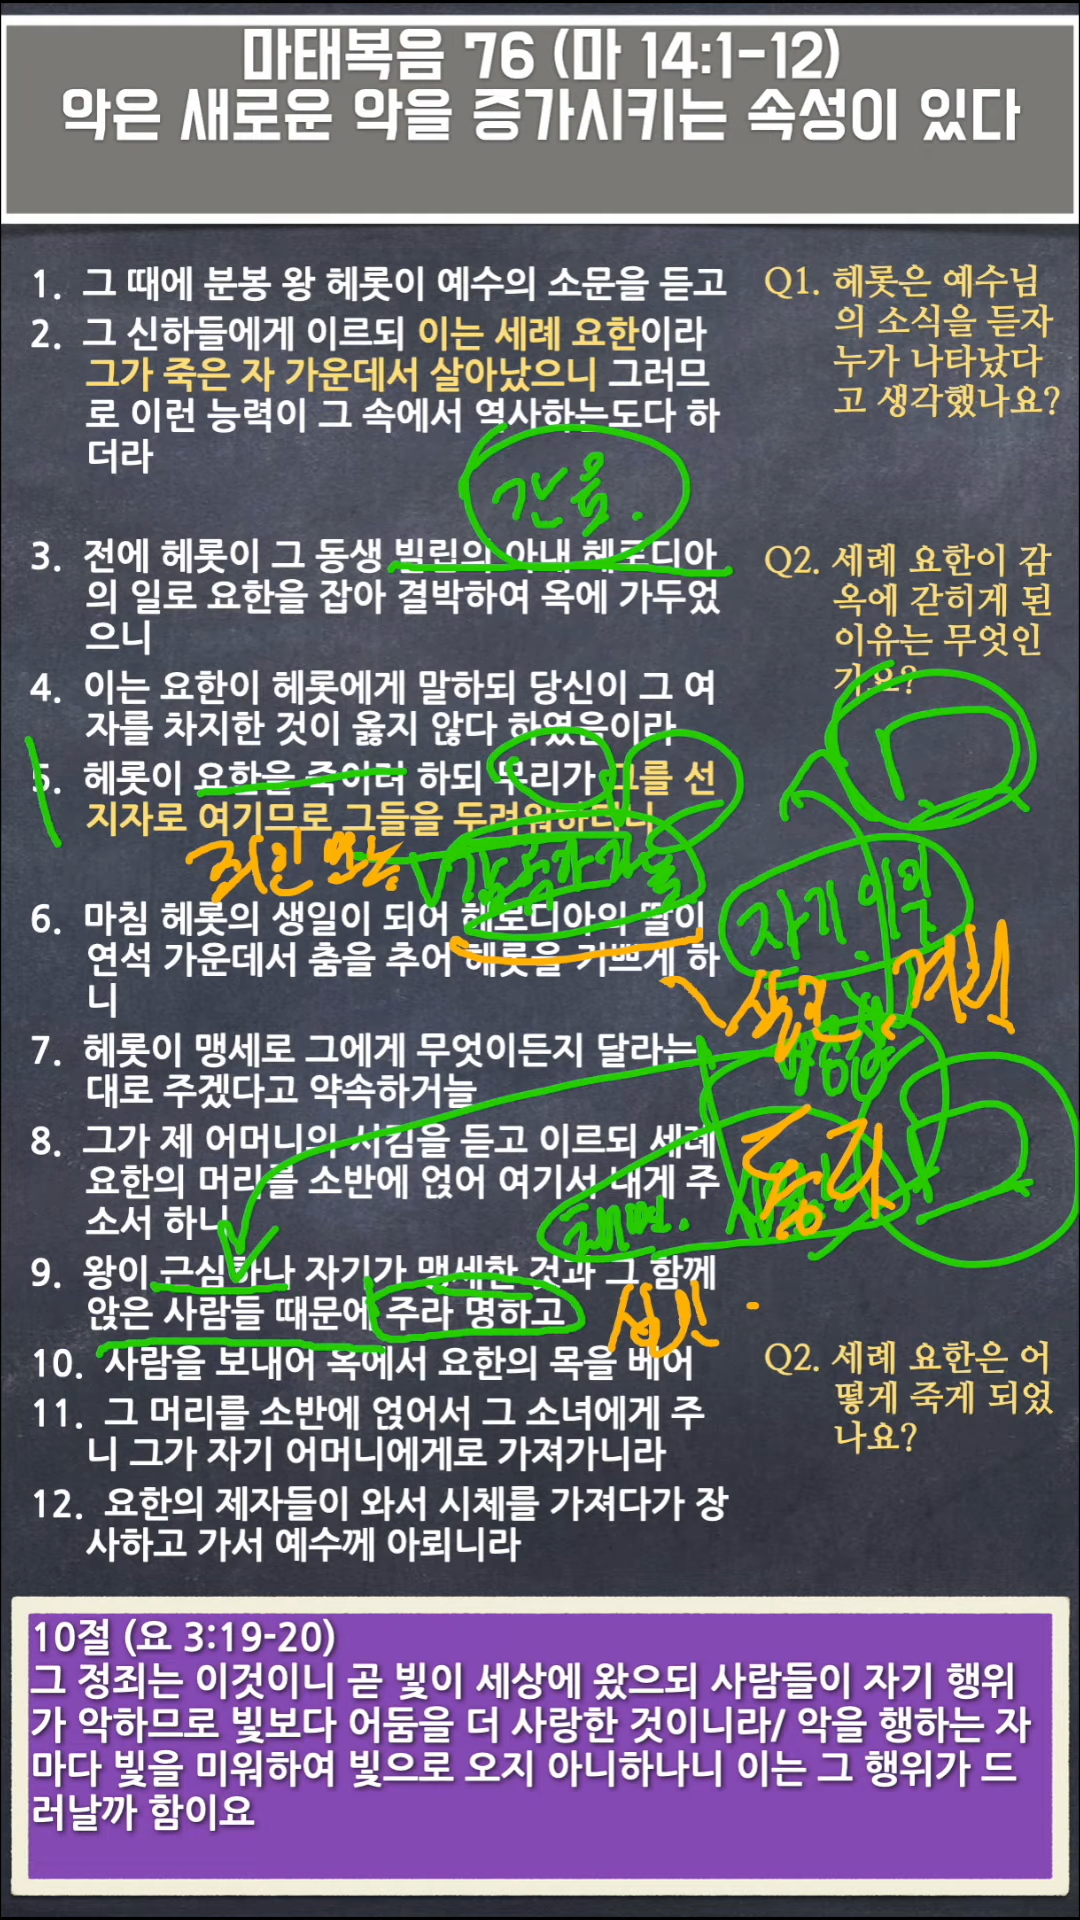 마태복음 76 (마 14:1-12)
악은 새로운 악을 증가시키는 속성이 있다
1. 그 때에 분봉 왕 헤롯이 예수의 소문을 듣고
2. 그 신하들에게 이르되 이는 세례 요한이라
그가 죽은 자 가운데서 살아났으니 그러므
로 이런 능력이 그 속에서 역사하는도다 하
더라
Q1. 헤롯은 예수님
의 소식을 듣자
누가 나타났다
고 생각했나요?
간음.
3. 전에 헤롯이 그 동생 빌립의 아내 헤로디아
의 일로 요한을 잡아 결박하여 옥에 가두었
으니
4. 이는 요한이 헤롯에게 말하되 당신이 그 여
자를 차지한 것이 옳지 않다 하였음이라
5. 헤롯이 요한을 죽이려 하되 무리가 그를 선
지자로 여기므로 그들을 두려워하더니
Q2. 세례 요한이 감
옥에 갇히게 된
이유는 무엇인
가요?
자기 이익
6. 마침 헤롯의 생일이 되어 헤로디아의 딸이
연석 가운데서 춤을 추어 헤롯을 기쁘게 하
니
7. 헤롯이 맹세로 그에게 무엇이든지 달라는
대로 주겠다고 약속하거늘
8. 그가 제 어머니의 시킴을 듣고 이르되 세례
요한의 머리를 소반에 얹어 여기서 내게 주
소서 하니
체면.
9. 왕이 근심하나 자기가 맹세한 것과 그 함께
앉은 사람들 때문에 주라 명하고
살인
10. 사람을 보내어 옥에서 요한의 목을 베어
11. 그 머리를 소반에 얹어서 그 소녀에게 주
니 그가 자기 어머니에게로 가져가니라
12. 요한의 제자들이 와서 시체를 가져다가 장
사하고 가서 예수께 아뢰니라
Q2. 세례 요한은 어
떻게 죽게 되었
나요?
10절 (요 3:19-20)
그 정죄는 이것이니 곧 빛이 세상에 왔으되 사람들이 자기 행위
가 악하므로 빛보다 어둠을 더 사랑한 것이니라/ 악을 행하는 자
마다 빛을 미워하여 빛으로 오지 아니하나니 이는 그 행위가 드
러날까 함이요